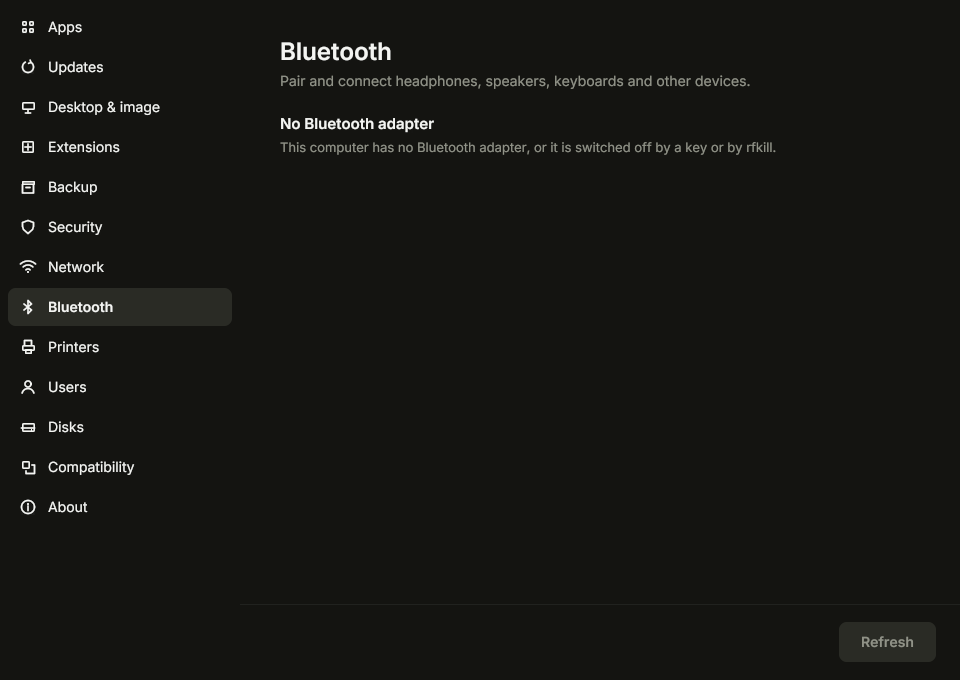 Apps
Updates
Desktop & image
Extensions
Backup
Security
Network
Bluetooth
Printers
Users
Disks
Compatibility
About
Bluetooth
Pair and connect headphones, speakers, keyboards and other devices.
No Bluetooth adapter
This computer has no Bluetooth adapter, or it is switched off by a key or by rfkill.
Refresh